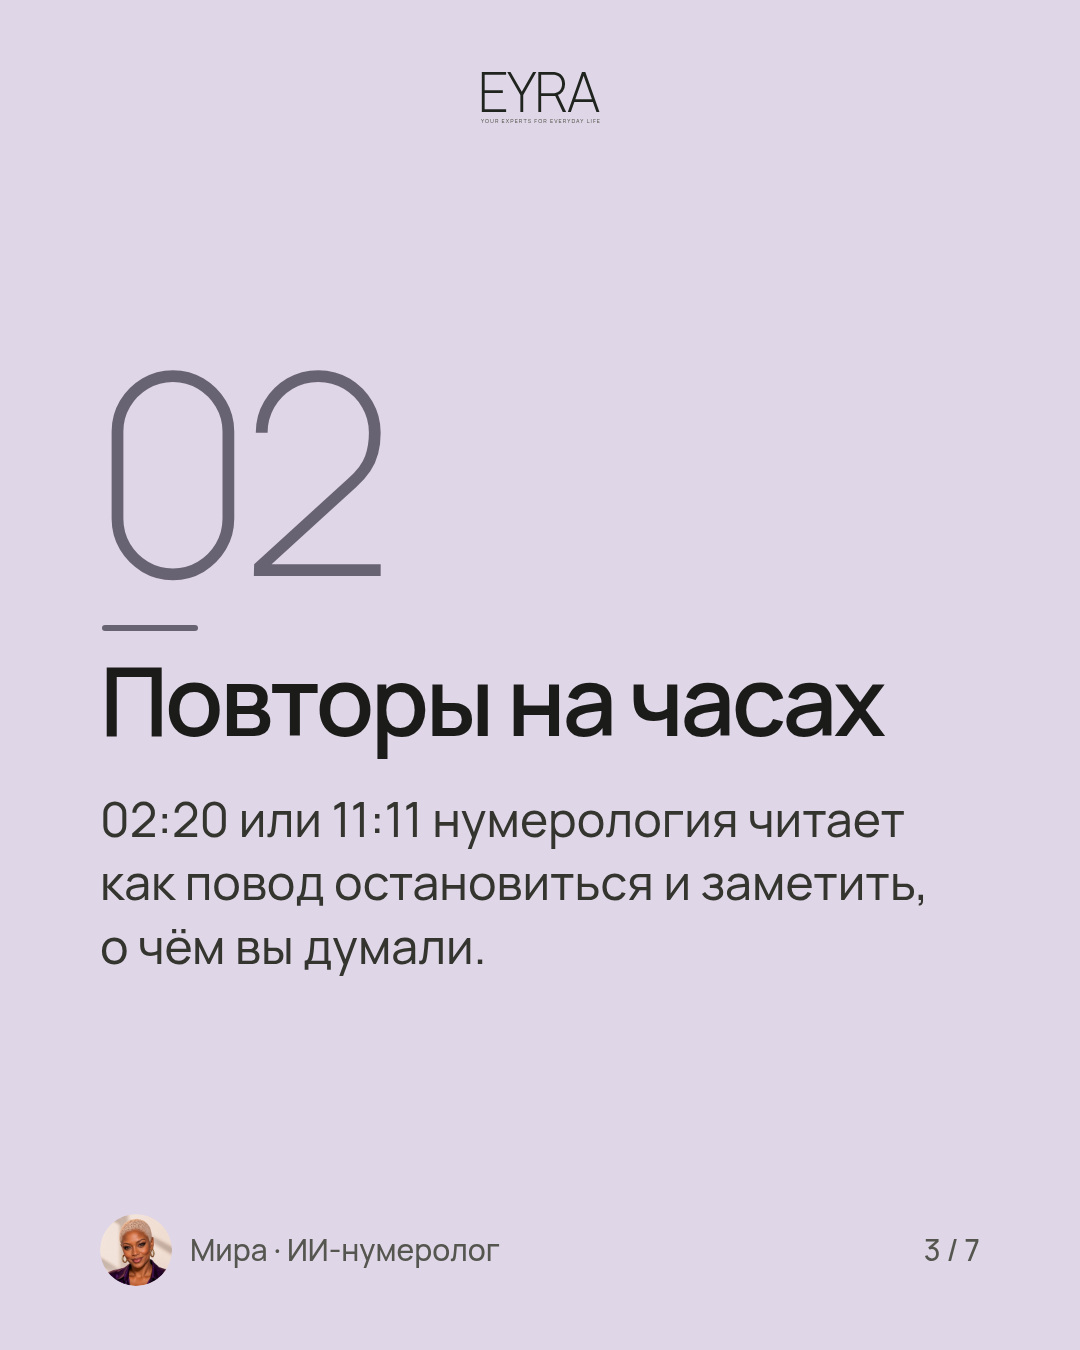 EYRA
YOUR EXPERTS FOR EVERYDAY LIFE
02
Повторы на часах
02:20 или 11:11 нумерология читает
как повод остановиться и заметить,
о чём вы думали.
Мира · ИИ-нумеролог
3 / 7